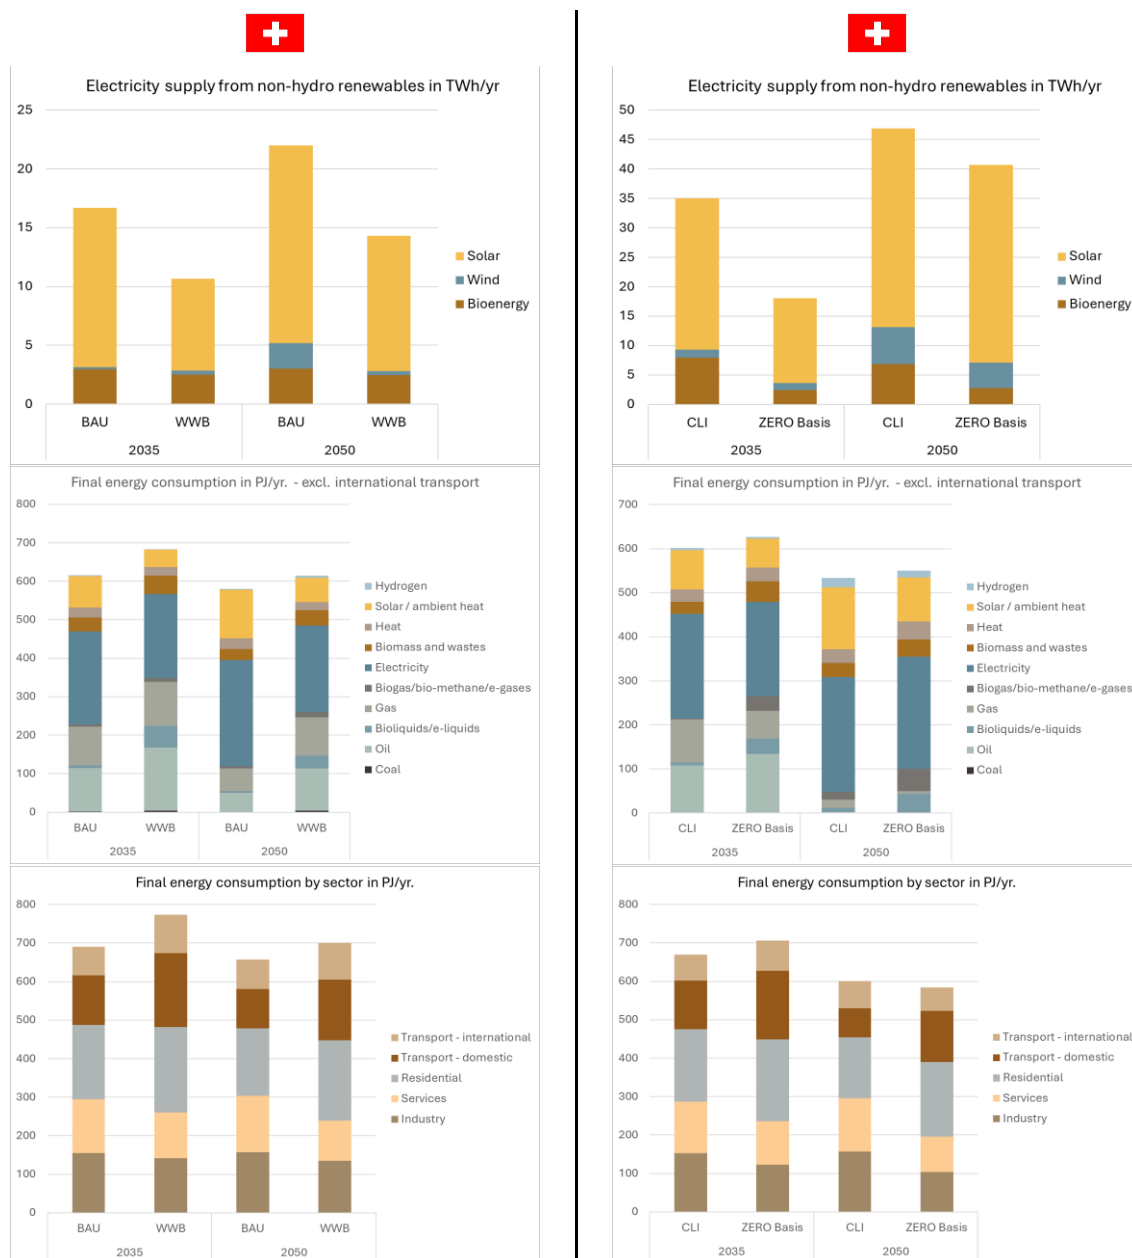 Electricity supply from non-hydro renewables in TWh/yr
25
20
15
10
5
0
BAU WWB BAU WWB
2035 2050
Solar
Wind
Bioenergy
Final energy consumption in PJ/yr. - excl. international transport
800
700
600
500
400
300
200
100
0
BAU WWB BAU WWB
2035 2050
Hydrogen
Solar / ambient heat
Heat
Biomass and wastes
Electricity
Biogas/bio-methane/e-gases
Gas
Bioliquids/e-liquids
Oil
Coal
Final energy consumption by sector in PJ/yr.
800
700
600
500
400
300
200
100
0
BAU WWB BAU WWB
2035 2050
Transport - international
Transport - domestic
Residential
Services
Industry
Electricity supply from non-hydro renewables in TWh/yr
50
45
40
35
30
25
20
15
10
5
0
CLI ZERO Basis CLI ZERO Basis
2035 2050
Solar
Wind
Bioenergy
Final energy consumption in PJ/yr. - excl. international transport
700
600
500
400
300
200
100
0
CLI ZERO Basis CLI ZERO Basis
2035 2050
Hydrogen
Solar / ambient heat
Heat
Biomass and wastes
Electricity
Biogas/bio-methane/e-gases
Gas
Bioliquids/e-liquids
Oil
Coal
Final energy consumption by sector in PJ/yr.
800
700
600
500
400
300
200
100
0
CLI ZERO Basis CLI ZERO Basis
2035 2050
Transport - international
Transport - domestic
Residential
Services
Industry